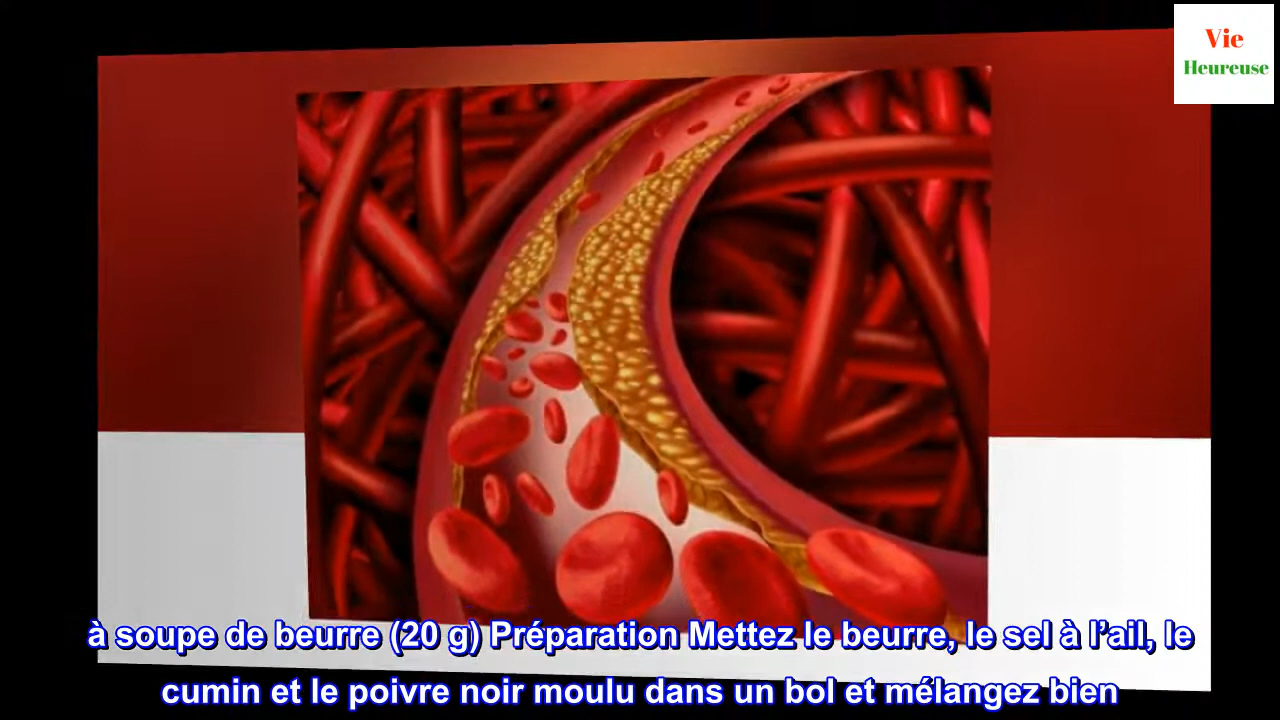 Vie
Heureuse
à soupe de beurre (20 g) Préparation Mettez le beurre, le sel à l’ail, le
cumin et le poivre noir moulu dans un bol et mélangez bien